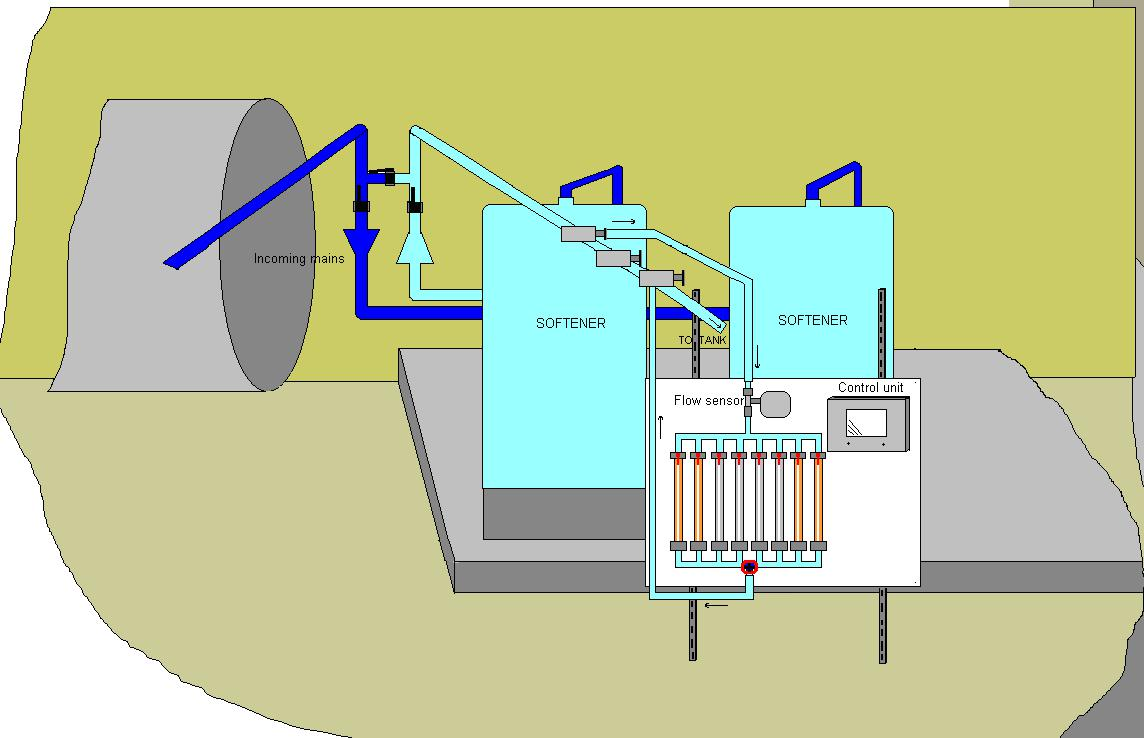 Incoming mains
SOFTENER
SOFTENER
TO TANK
Control unit
Flow sensor